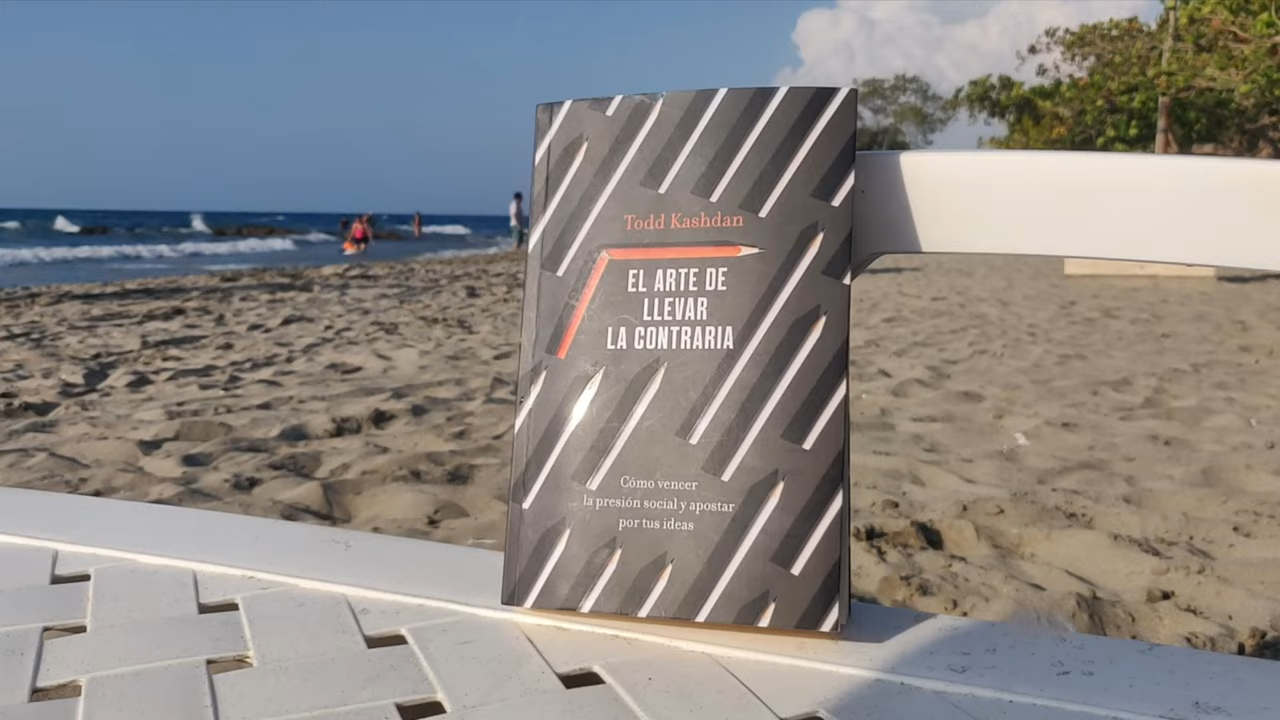 Todd Kashdan
EL ARTE DE
LLEVAR
LA CONTRARIA
Cómo vencer
la presión social y apostar
por tus ideas